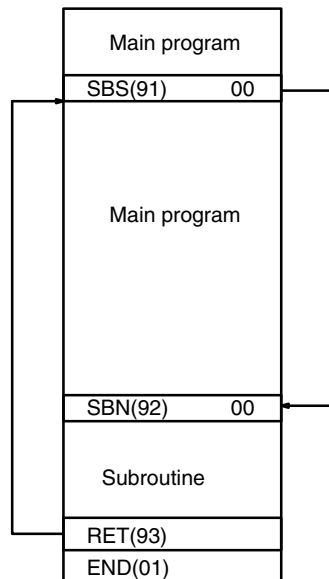 Main program
SBS(91) 00
Main program
SBN(92) 00
Subroutine
RET(93)
END(01)